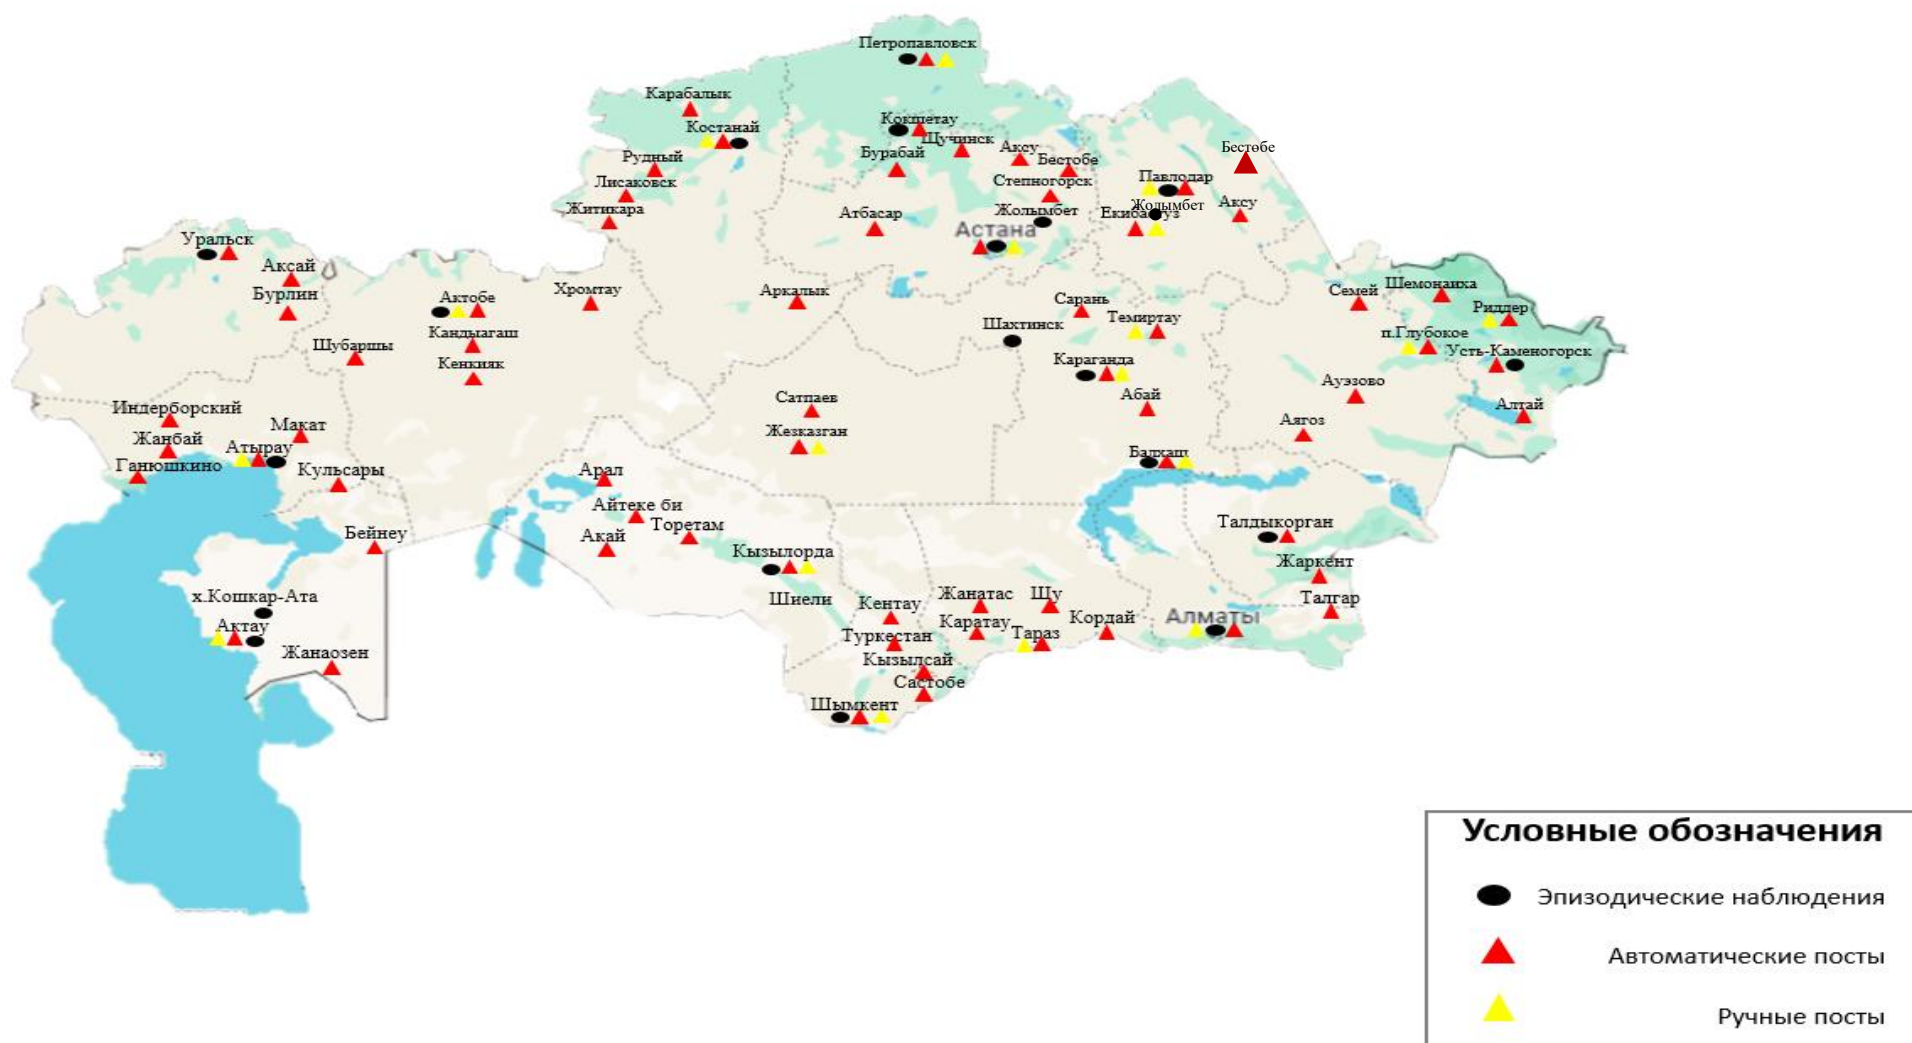 Петропавловск
Карабалык
Костанай
Кокшетау
Щучинск
Рудный
Бурабай
Аксу
Бестобе
Бестөбе
Лисаковск
Степногорск
Павлодар
Житикара
Атбасар
Жолымбет
Астана
Жолымбет
Екибастуз
Аксу
Уральск
Аксай
Бурлин
Актобе
Хромтау
Аркалык
Сарань
Семей
Шемонаиха
Риддер
Шубаршы
Кандыагаш
Шахтинск
Темиртау
п.Глубокое
Усть-Каменогорск
Кенкияк
Караганда
Абай
Ауэзово
Алтай
Индерборский
Макат
Сатпаев
Аягоз
Жанбай
Атырау
Жезказган
Балхаш
Ганюшкино
Кульсары
Арал
Айтеке би
Торетам
Талдыкорган
Бейнеу
Акай
Кызылорда
Жаркент
х.Кошкар-Ата
Шиели
Кентау
Жанатас
Шу
Талгар
Актау
Туркестан
Каратау
Тараз
Кордай
Алматы
Жанаозен
Кызылсай
Састобе
Шымкент
Условные обозначения
Эпизодические наблюдения
Автоматические посты
Ручные посты